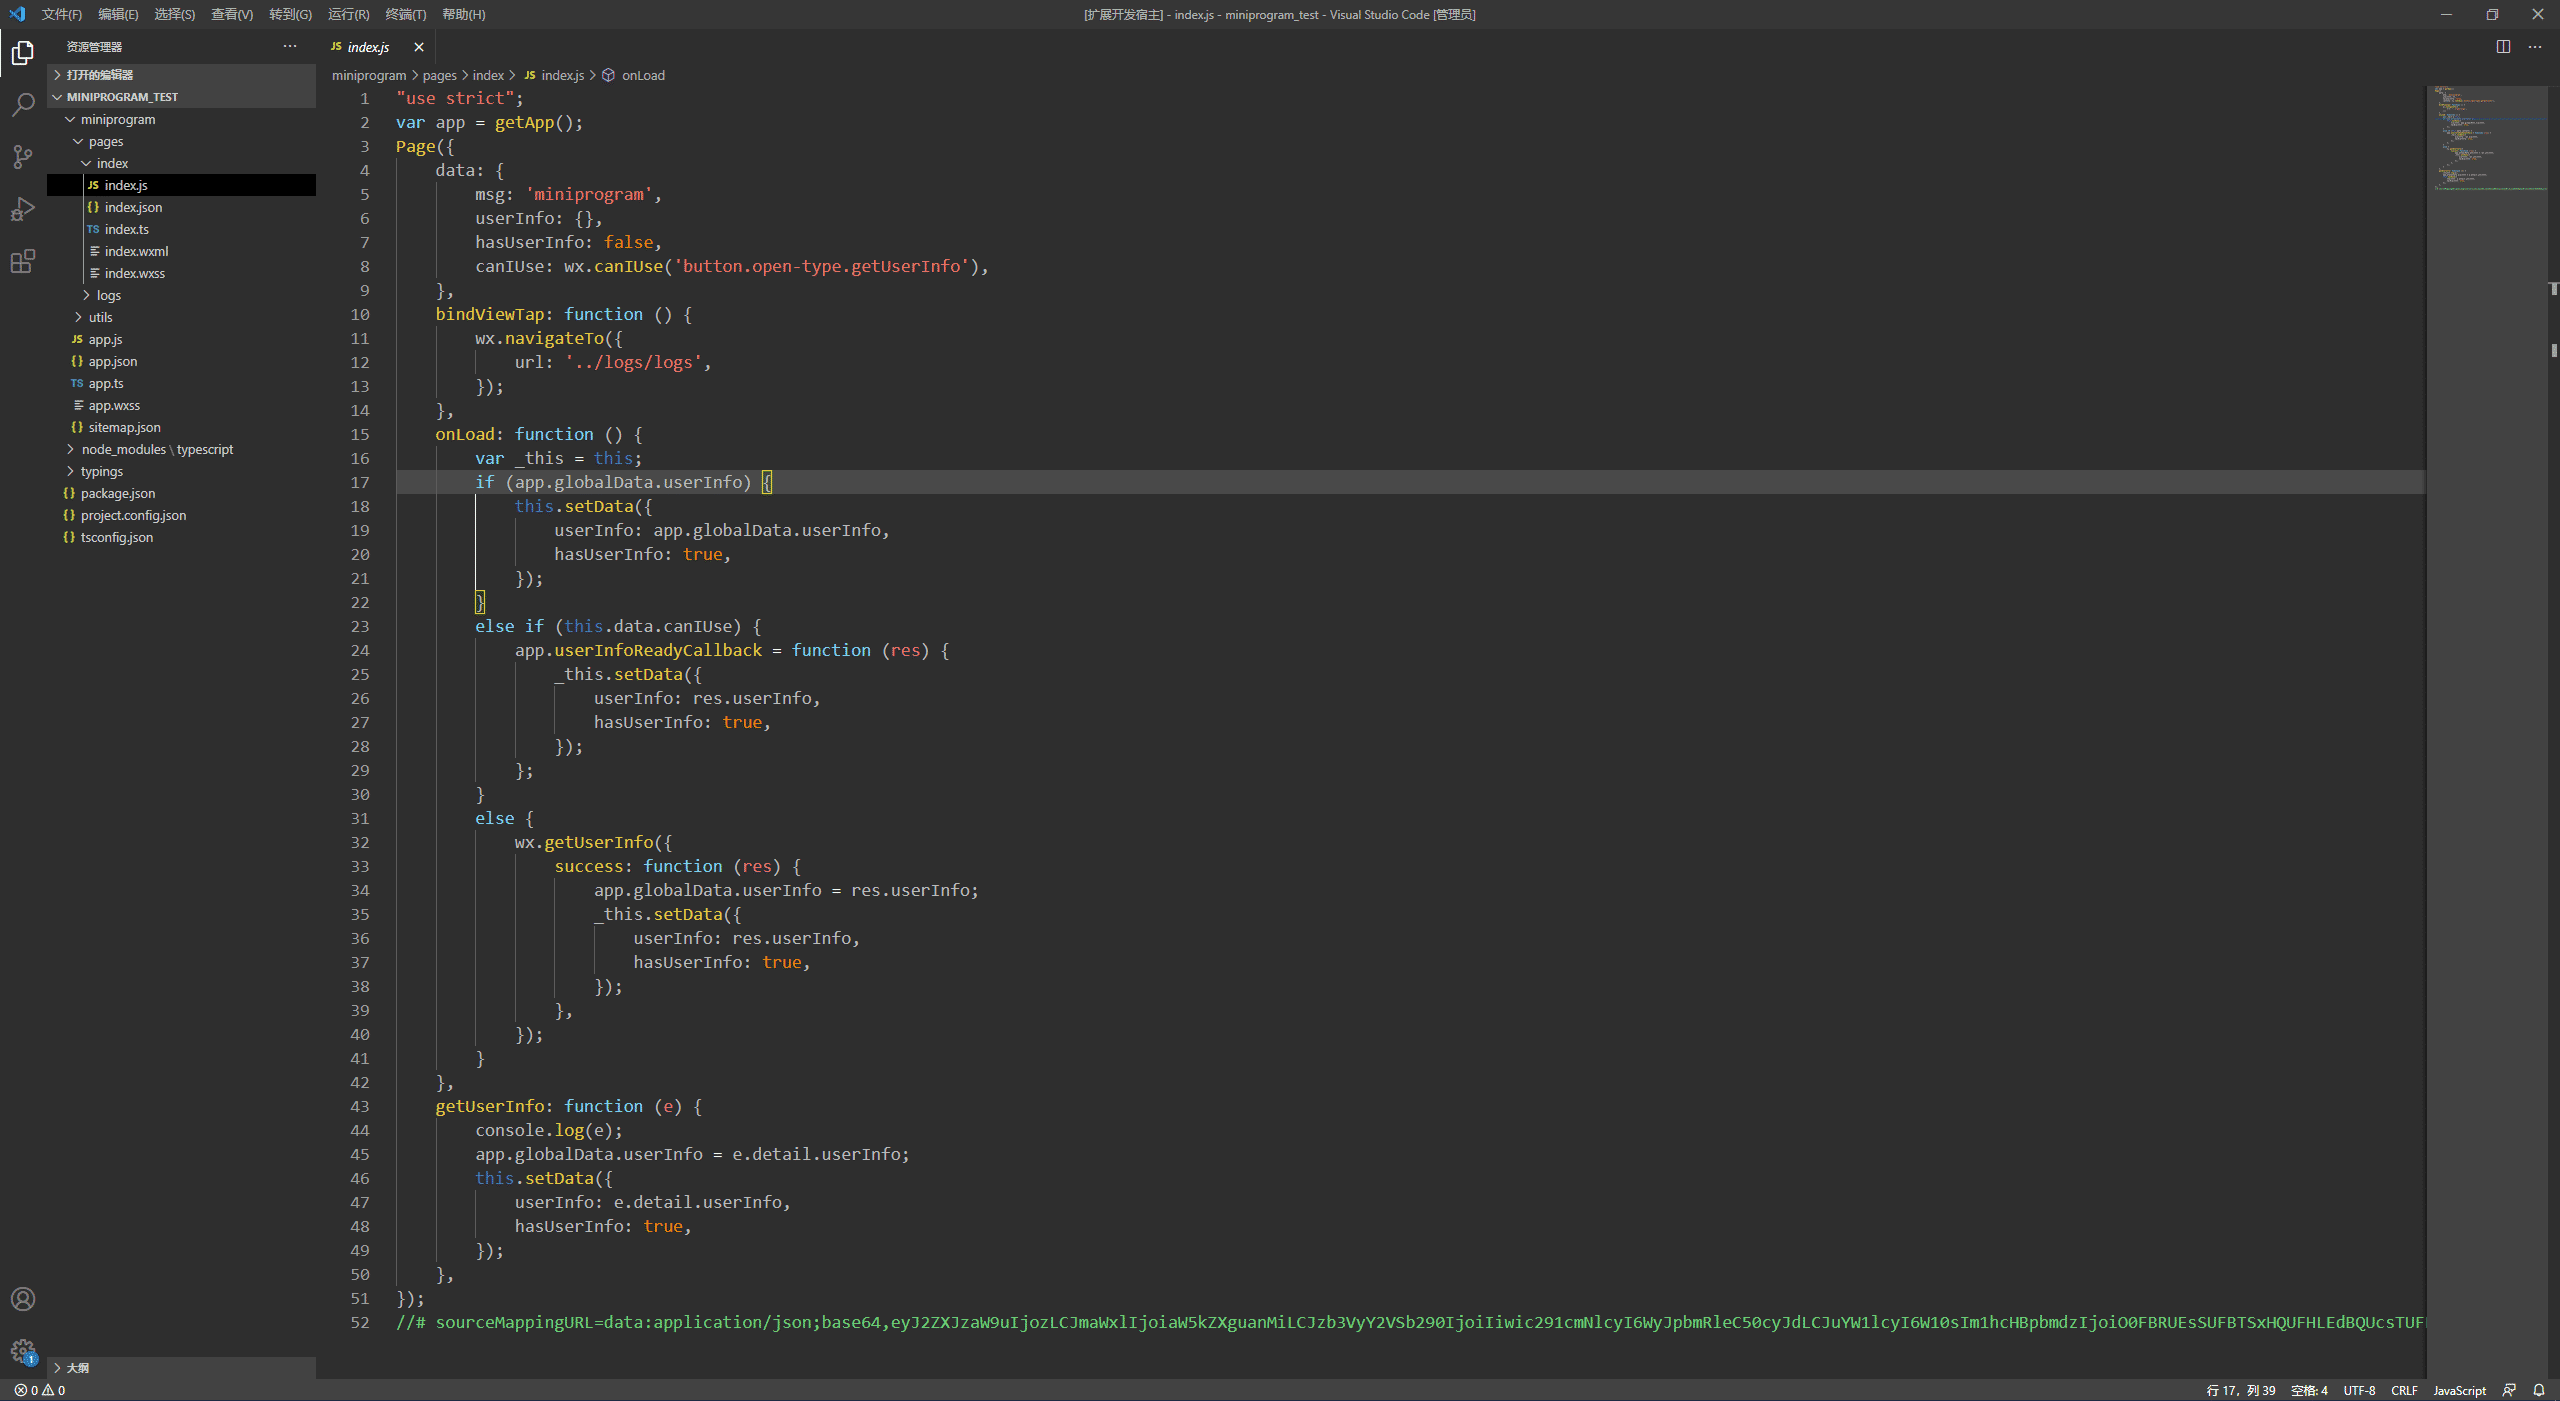 文件(F) 编辑(E) 选择(S) 查看(V) 转到(G) 运行(R) 终端(T) 帮助(H)
[扩展开发宿主] - index.js - miniprogram_test - Visual Studio Code [管理员]
资源管理器
打开的编辑器
MINIPROGRAM_TEST
miniprogram
pages
index
JS index.js
{} index.json
TS index.ts
index.wxml
index.wxss
logs
utils
JS app.js
{} app.json
TS app.ts
app.wxss
{} sitemap.json
node_modules \ typescript
typings
{} package.json
{} project.config.json
{} tsconfig.json
大纲
JS index.js
miniprogram > pages > index > JS index.js > onLoad
1 "use strict";
2 var app = getApp();
3 Page({
4 data: {
5 msg: 'miniprogram',
6 userInfo: {},
7 hasUserInfo: false,
8 canIUse: wx.canIUse('button.open-type.getUserInfo'),
9 },
10 bindViewTap: function () {
11 wx.navigateTo({
12 url: '../logs/logs',
13 });
14 },
15 onLoad: function () {
16 var _this = this;
17 if (app.globalData.userInfo) {
18 this.setData({
19 userInfo: app.globalData.userInfo,
20 hasUserInfo: true,
21 });
22 }
23 else if (this.data.canIUse) {
24 app.userInfoReadyCallback = function (res) {
25 _this.setData({
26 userInfo: res.userInfo,
27 hasUserInfo: true,
28 });
29 };
30 }
31 else {
32 wx.getUserInfo({
33 success: function (res) {
34 app.globalData.userInfo = res.userInfo;
35 _this.setData({
36 userInfo: res.userInfo,
37 hasUserInfo: true,
38 });
39 },
40 });
41 }
42 },
43 getUserInfo: function (e) {
44 console.log(e);
45 app.globalData.userInfo = e.detail.userInfo;
46 this.setData({
47 userInfo: e.detail.userInfo,
48 hasUserInfo: true,
49 });
50 },
51 });
52 //# sourceMappingURL=data:application/json;base64,eyJ2ZXJzaW9uIjozLCJmaWxlIjoiaW5kZXguanMiLCJzb3VyY2VSb290IjoiIiwic291cmNlcyI6WyJpbmRleC50cyJdLCJuYW1lcyI6W10sIm1hcHBpbmdzIjoiO0FBRUEsSUFBTSxHQUFHLEdBQUcsTUF
1
0 0
行 17，列 39 空格: 4 UTF-8 CRLF JavaScript